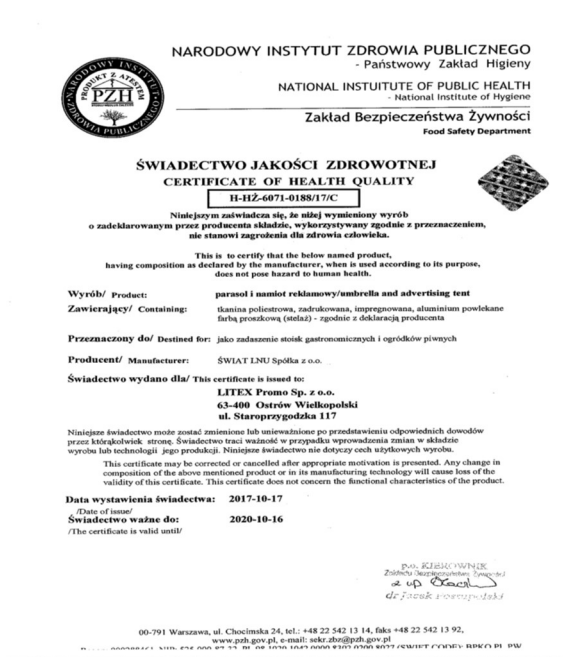 NARODOWY INSTYTUT ZDROWIA PUBLICZNEGO
- Państwowy Zakład Higieny
NATIONAL INSTUITUTE OF PUBLIC HEALTH
- National Institute of Hygiene
Zakład Bezpieczeństwa Żywności
Food Safety Department
NARODOWY INSTYTUT
PRODUKT Z ATESTEM
PZH
ZDROWIA PUBLICZNEGO
ŚWIADECTWO JAKOŚCI ZDROWOTNEJ
CERTIFICATE OF HEALTH QUALITY
H-HŻ-6071-0188/17/C
Niniejszym zaświadcza się, że niżej wymieniony wyrób
o zadeklarowanym przez producenta składzie, wykorzystywany zgodnie z przeznaczeniem,
nie stanowi zagrożenia dla zdrowia człowieka.
This is to certify that the below named product,
having composition as declared by the manufacturer, when is used according to its purpose,
does not pose hazard to human health.
Wyrób/ Product: parasol i namiot reklamowy/umbrella and advertising tent
Zawierający/ Containing: tkanina poliestrowa, zadrukowana, impregnowana, aluminium powlekane
farbą proszkową (stelaż) - zgodnie z deklaracją producenta
Przeznaczony do/ Destined for: jako zadaszenie stoisk gastronomicznych i ogródków piwnych
Producent/ Manufacturer: ŚWIAT LNU Spółka z o.o.
Świadectwo wydano dla/ This certificate is issued to:
LITEX Promo Sp. z o.o.
63-400 Ostrów Wielkopolski
ul. Staroprzygodzka 117
Niniejsze świadectwo może zostać zmienione lub unieważnione po przedstawieniu odpowiednich dowodów
przez którąkolwiek stronę. Świadectwo traci ważność w przypadku wprowadzenia zmian w składzie
wyrobu lub technologii jego produkcji. Niniejsze świadectwo nie dotyczy cech użytkowych wyrobu.
This certificate may be corrected or cancelled after appropriate motivation is presented. Any change in
composition of the above mentioned product or in its manufacturing technology will cause loss of the
validity of this certificate. This certificate does not concern the functional characteristics of the product.
Data wystawienia świadectwa: 2017-10-17
/Date of issue/
Świadectwo ważne do: 2020-10-16
/The certificate is valid until/
p.o. KIEROWNIK
Zakładu Bezpieczeństwa Żywności
dr Jacek
00-791 Warszawa, ul. Chocimska 24, tel.: +48 22 542 13 14, faks +48 22 542 13 92,
www.pzh.gov.pl, e-mail: sekr.zbz@pzh.gov.pl